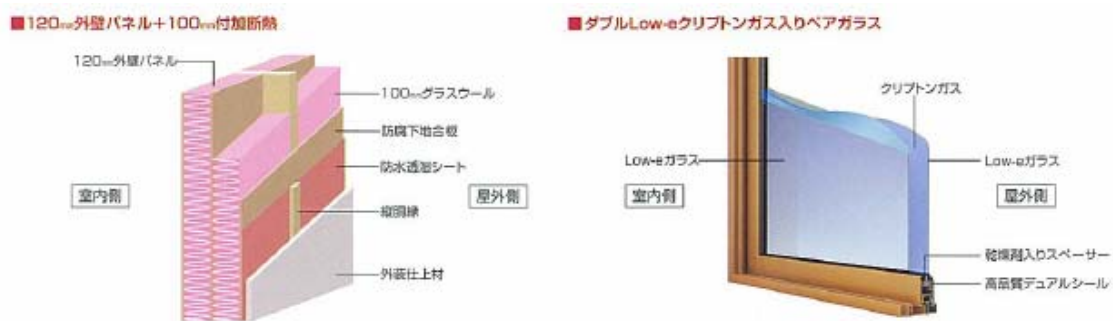 ■120mm外壁パネル+100mm付加断熱
120mm外壁パネル
100mmグラスウール
防腐下地合板
防水透湿シート
室内側
屋外側
縦胴縁
外装仕上材
■ダブルLow-eクリプトンガス入りペアガラス
クリプトンガス
Low-eガラス
Low-eガラス
室内側
屋外側
乾燥剤入りスペーサー
高品質デュアルシール